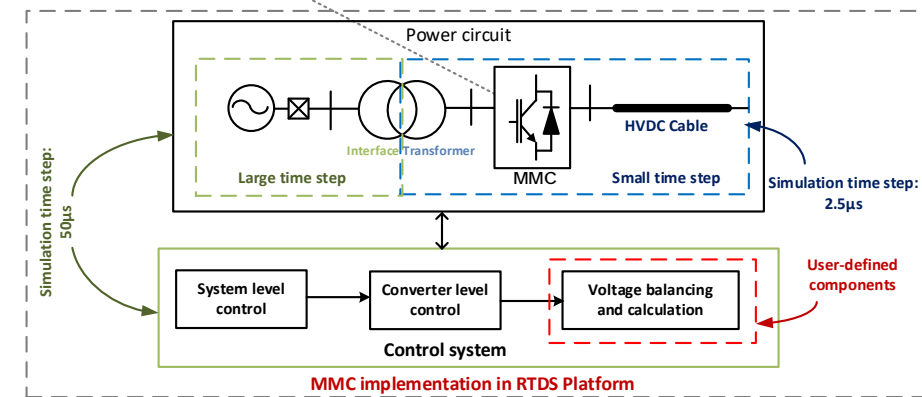 Power circuit
Interface Transformer
HVDC Cable
Large time step
MMC
Small time step
Simulation time step:
50µs
Simulation time step:
2.5µs
System level
control
Converter level
control
Voltage balancing
and calculation
User-defined
components
Control system
MMC implementation in RTDS Platform